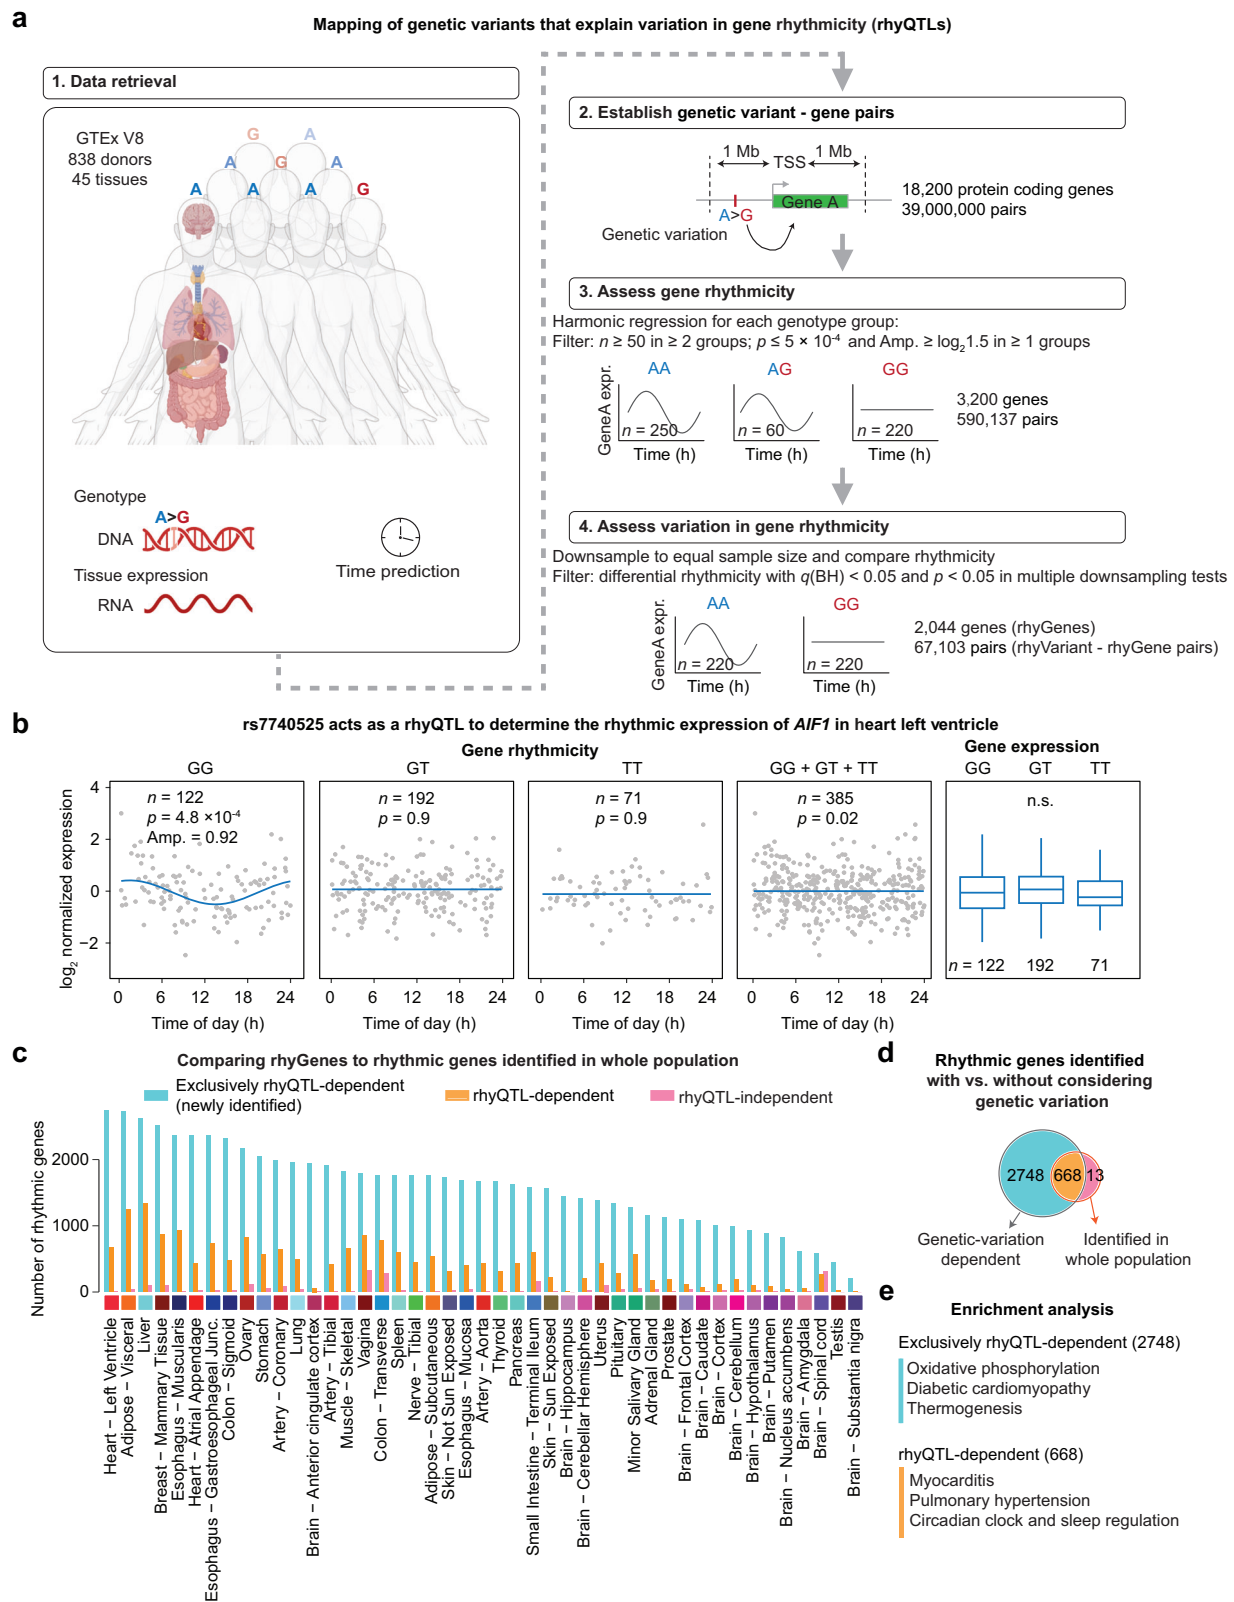 a
Mapping of genetic variants that explain variation in gene rhythmicity (rhyQTLs)
1. Data retrieval
GTEx V8
838 donors
45 tissues
G A
A G A
A A A G
Genotype
A>G
DNA
Tissue expression
RNA
Time prediction
2. Establish genetic variant - gene pairs
1 Mb TSS 1 Mb
Gene A
A>G
Genetic variation
18,200 protein coding genes
39,000,000 pairs
3. Assess gene rhythmicity
Harmonic regression for each genotype group:
Filter: n ≥ 50 in ≥ 2 groups; p ≤ 5 × 10⁻⁴ and Amp. ≥ log₂1.5 in ≥ 1 groups
AA AG GG
GeneA expr.
n = 250 n = 60 n = 220
Time (h) Time (h) Time (h)
3,200 genes
590,137 pairs
4. Assess variation in gene rhythmicity
Downsample to equal sample size and compare rhythmicity
Filter: differential rhythmicity with q(BH) < 0.05 and p < 0.05 in multiple downsampling tests
AA GG
GeneA expr.
n = 220 n = 220
Time (h) Time (h)
2,044 genes (rhyGenes)
67,103 pairs (rhyVariant - rhyGene pairs)
b
rs7740525 acts as a rhyQTL to determine the rhythmic expression of AIF1 in heart left ventricle
Gene rhythmicity
Gene expression
GG GT TT GG + GT + TT GG GT TT
log₂ normalized expression
4
2
0
−2
n = 122
p = 4.8 ×10⁻⁴
Amp. = 0.92
n = 192
p = 0.9
n = 71
p = 0.9
n = 385
p = 0.02
n.s.
n = 122 192 71
0 6 12 18 24 0 6 12 18 24 0 6 12 18 24 0 6 12 18 24
Time of day (h) Time of day (h) Time of day (h) Time of day (h)
c
Comparing rhyGenes to rhythmic genes identified in whole population
Exclusively rhyQTL-dependent
(newly identified)
rhyQTL-dependent
rhyQTL-independent
Number of rhythmic genes
2000
1000
0
Heart − Left Ventricle
Adipose − Visceral
Liver
Breast − Mammary Tissue
Esophagus − Muscularis
Heart − Atrial Appendage
Esophagus − Gastroesophageal Junc.
Colon − Sigmoid
Ovary
Stomach
Artery − Coronary
Lung
Brain − Anterior cingulate cortex
Artery − Tibial
Muscle − Skeletal
Vagina
Colon − Transverse
Spleen
Nerve − Tibial
Adipose − Subcutaneous
Skin − Not Sun Exposed
Esophagus − Mucosa
Artery − Aorta
Thyroid
Pancreas
Small Intestine − Terminal Ileum
Skin − Sun Exposed
Brain − Hippocampus
Brain − Cerebellar Hemisphere
Uterus
Pituitary
Minor Salivary Gland
Adrenal Gland
Prostate
Brain − Frontal Cortex
Brain − Caudate
Brain − Cortex
Brain − Cerebellum
Brain − Hypothalamus
Brain − Putamen
Brain − Nucleus accumbens
Brain − Amygdala
Brain − Spinal cord
Testis
Brain − Substantia nigra
d
Rhythmic genes identified
with vs. without considering
genetic variation
2748 668 13
Genetic-variation
dependent
Identified in
whole population
e
Enrichment analysis
Exclusively rhyQTL-dependent (2748)
Oxidative phosphorylation
Diabetic cardiomyopathy
Thermogenesis
rhyQTL-dependent (668)
Myocarditis
Pulmonary hypertension
Circadian clock and sleep regulation